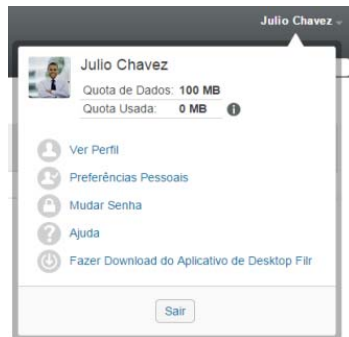 Julio Chavez
Julio Chavez
Quota de Dados: 100 MB
Quota Usada: 0 MB
Ver Perfil
Preferências Pessoais
Mudar Senha
Ajuda
Fazer Download do Aplicativo de Desktop Filr
Sair